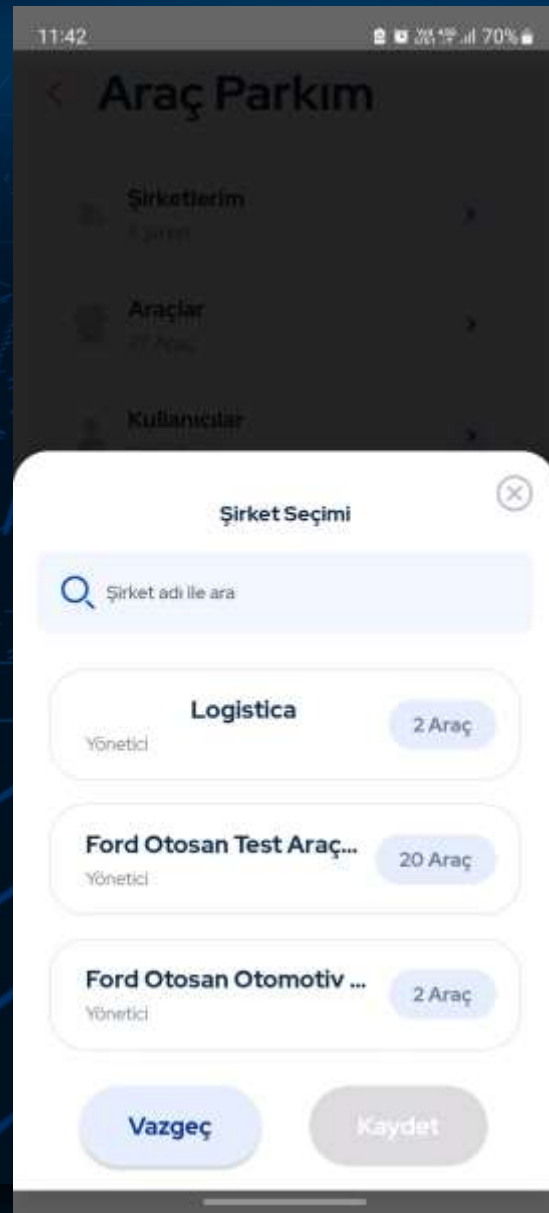 11:42
70%
Araç Parkım
Şirketlerim
Araçlar
Kullanıcılar
Şirket Seçimi
Şirket adı ile ara
Logistica
2 Araç
Yönetici
Ford Otosan Test Araç...
20 Araç
Yönetici
Ford Otosan Otomotiv ...
2 Araç
Yönetici
Vazgeç
Kaydet